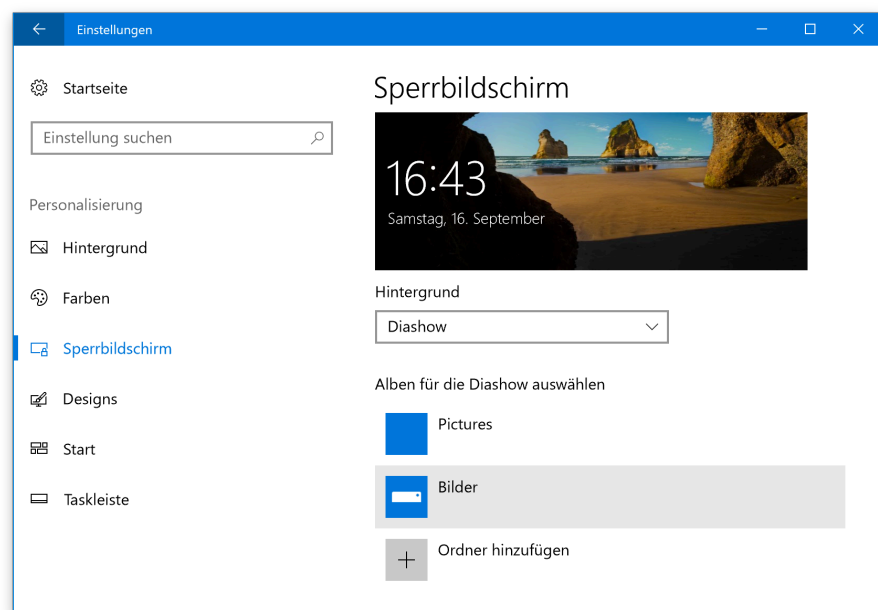 Einstellungen
Startseite
Einstellung suchen
Personalisierung
Hintergrund
Farben
Sperrbildschirm
Designs
Start
Taskleiste
Sperrbildschirm
16:43
Samstag, 16. September
Hintergrund
Diashow
Alben für die Diashow auswählen
Pictures
Bilder
Ordner hinzufügen